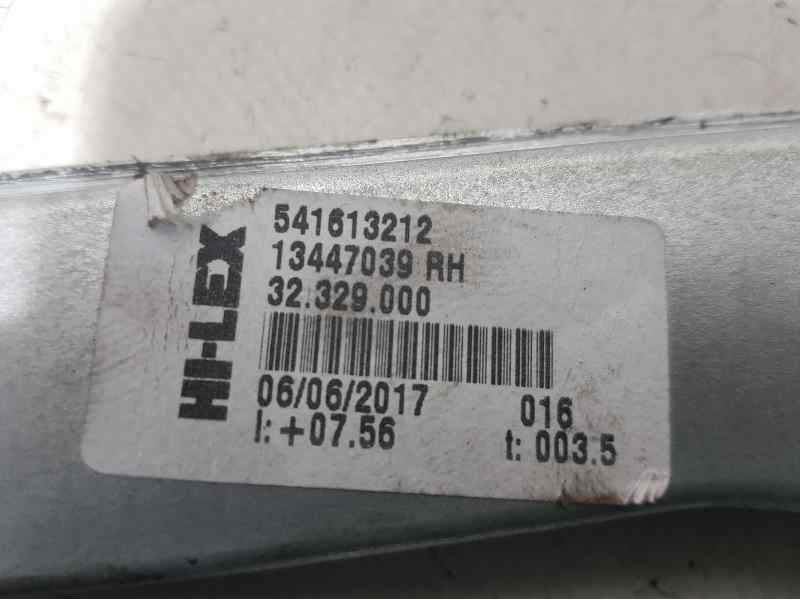 HI-LEX
541613212
13447039 RH
32.329.000
06/06/2017 016
I: +07.56 t: 003.5